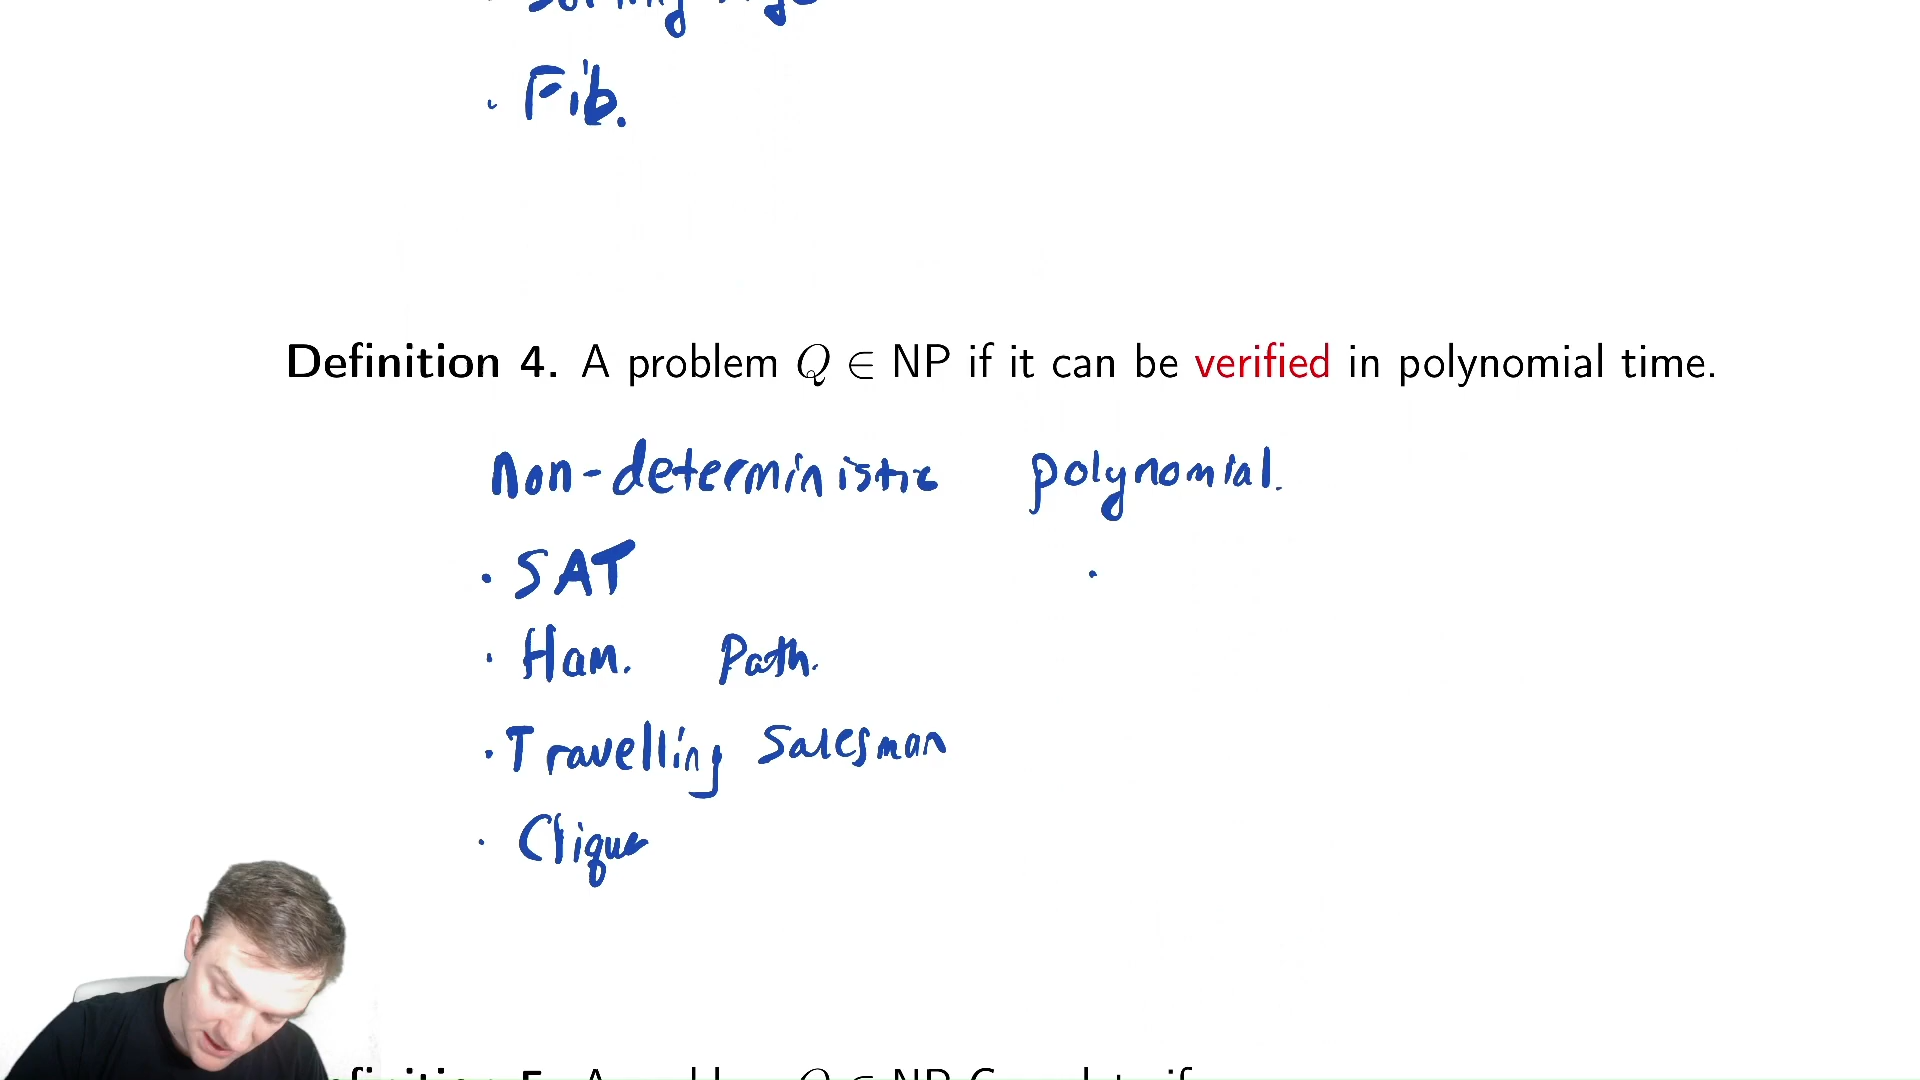 · Fib.
Definition 4. A problem Q ∈ NP if it can be verified in polynomial time.
non-deterministic polynomial.
· SAT ·
· Ham. Path.
· Travelling Salesman
· Clique